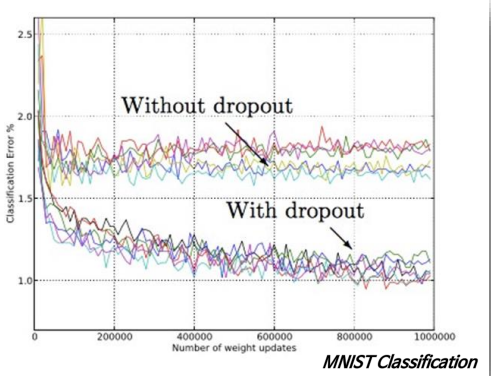 2.5
2.0
1.5
1.0
Classification Error %
Without dropout
With dropout
0 200000 400000 600000 800000 1000000
Number of weight updates
MNIST Classification